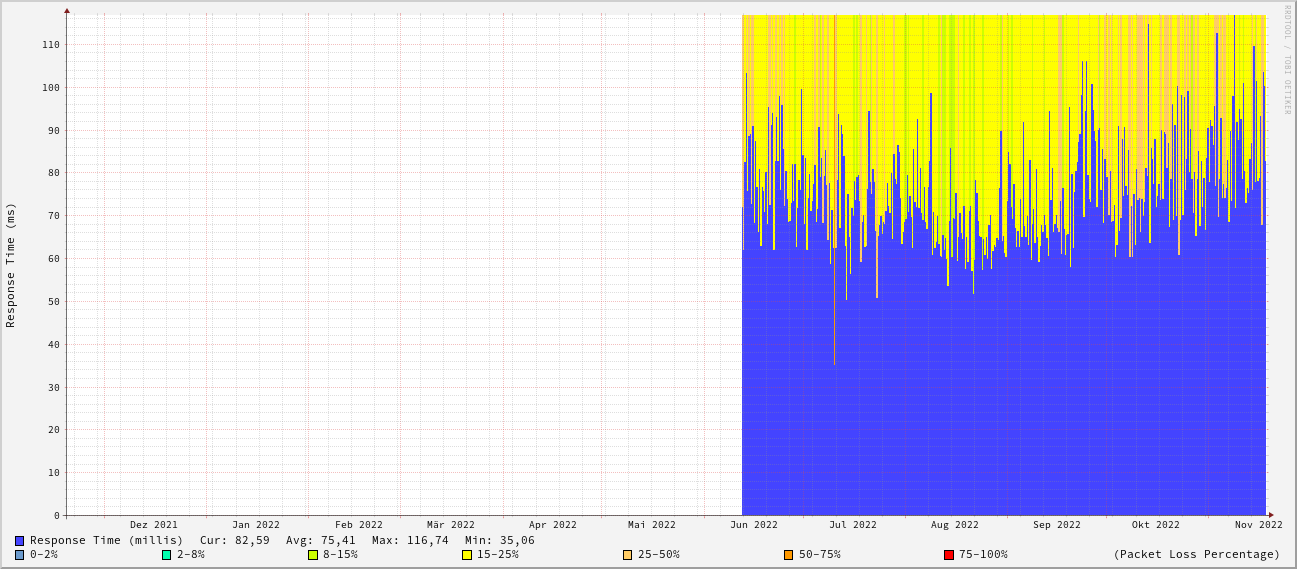 RRDTOOL / TOBI OETIKER
Response Time (ms)
110
100
90
80
70
60
50
40
30
20
10
0
Dez 2021 Jan 2022 Feb 2022 Mär 2022 Apr 2022 Mai 2022 Jun 2022 Jul 2022 Aug 2022 Sep 2022 Okt 2022 Nov 2022
Response Time (millis) Cur: 82,59 Avg: 75,41 Max: 116,74 Min: 35,06
0-2% 2-8% 8-15% 15-25% 25-50% 50-75% 75-100% (Packet Loss Percentage)